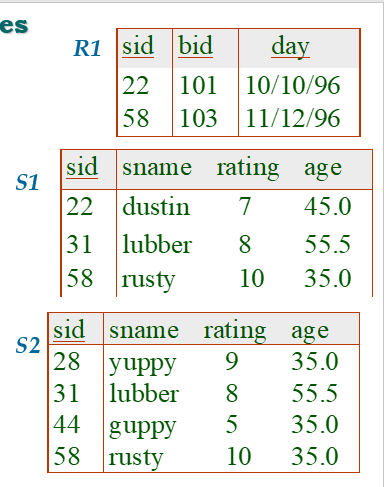 es
R1 sid bid day
22 101 10/10/96
58 103 11/12/96
S1 sid sname rating age
22 dustin 7 45.0
31 lubber 8 55.5
58 rusty 10 35.0
S2 sid sname rating age
28 yuppy 9 35.0
31 lubber 8 55.5
44 guppy 5 35.0
58 rusty 10 35.0